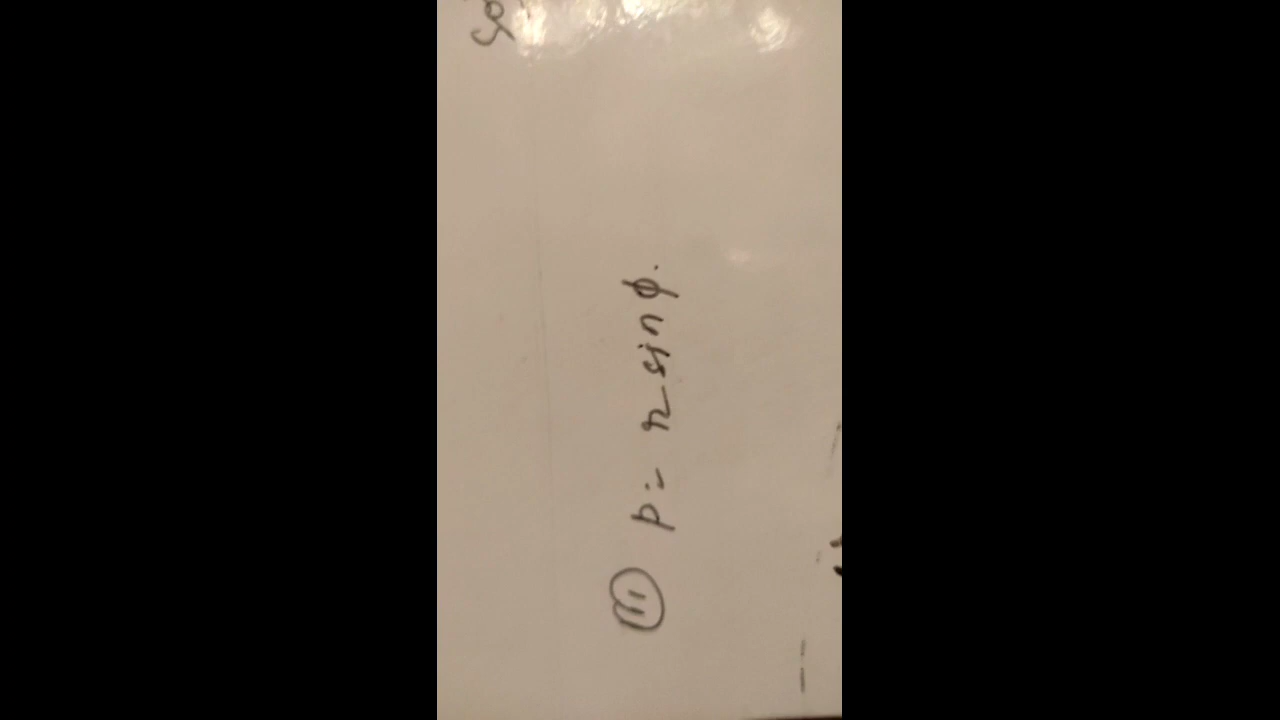 (11) p = r sin φ.